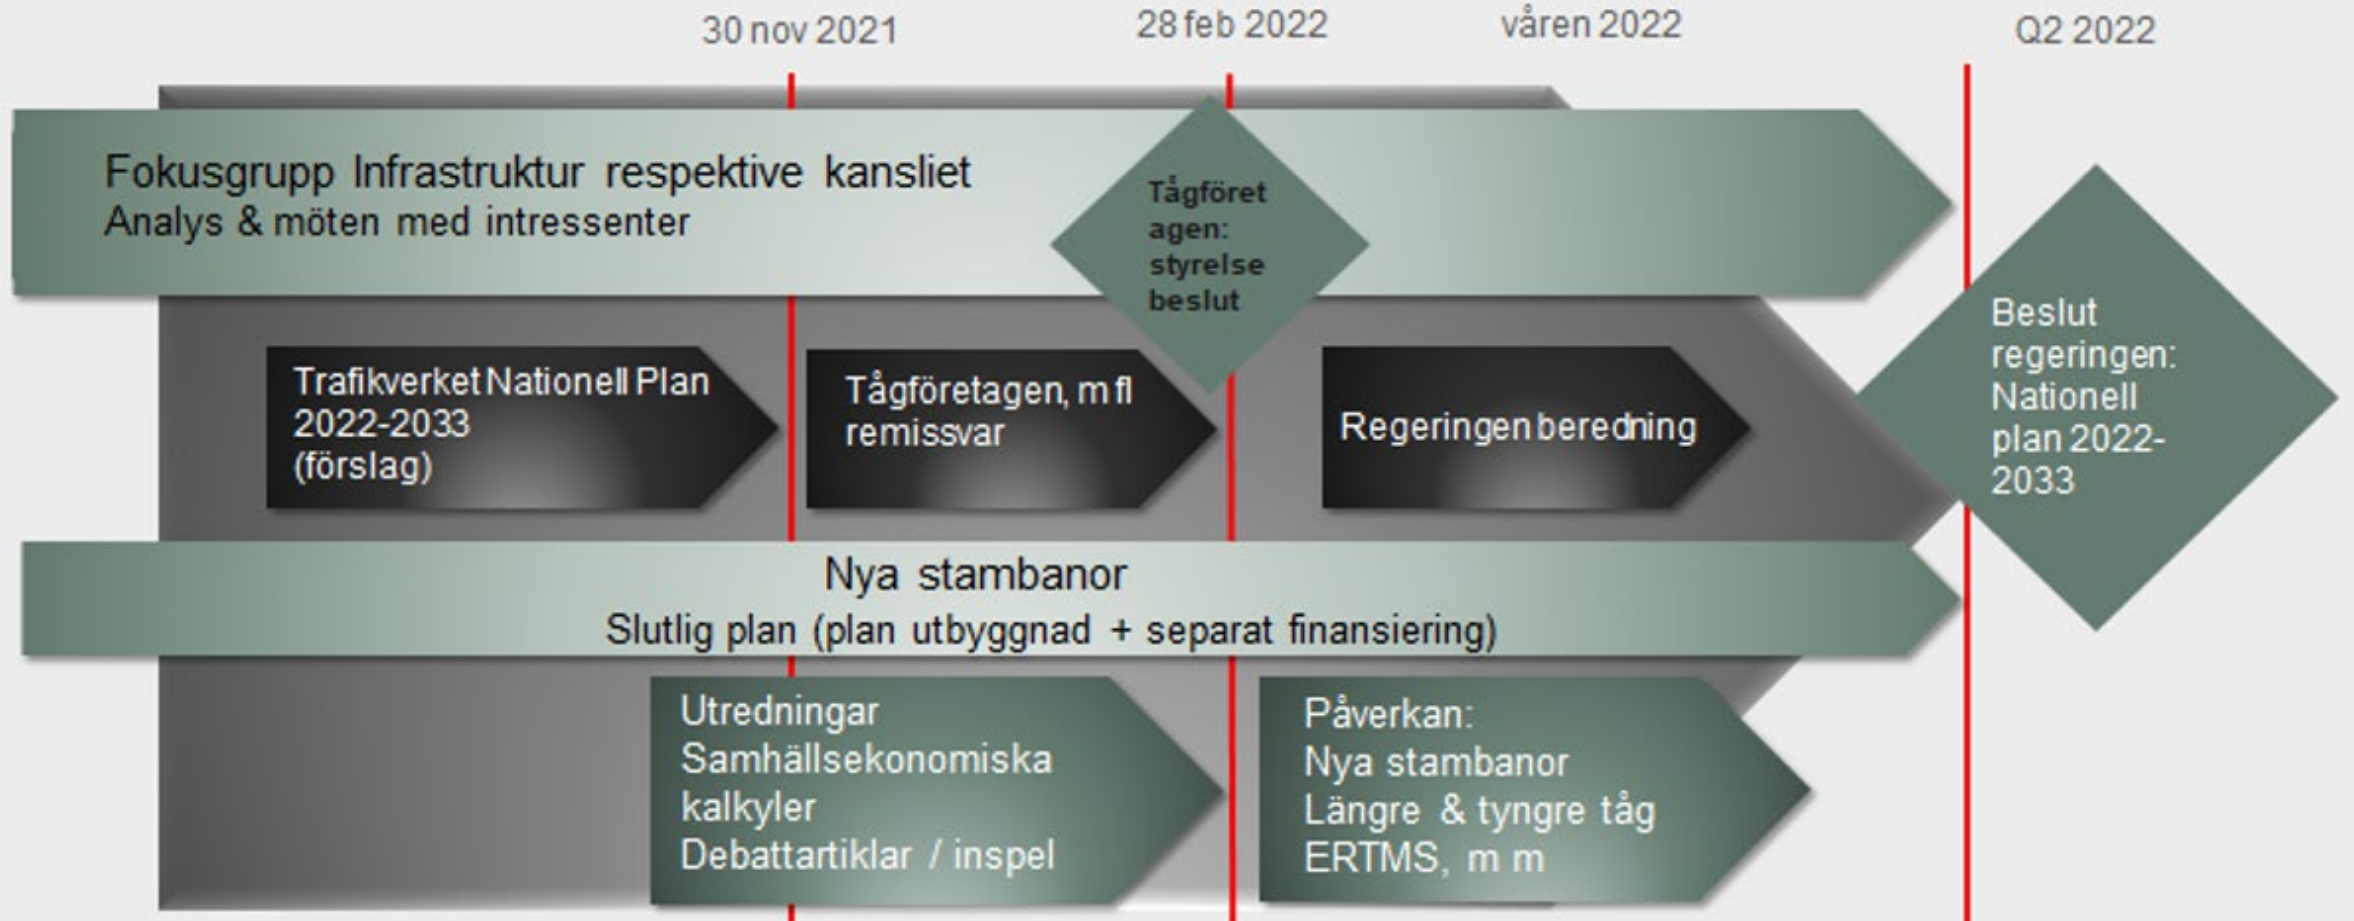 30 nov 2021
28 feb 2022
våren 2022
Q2 2022
Fokusgrupp Infrastruktur respektive kansliet
Analys & möten med intressenter
Tågföret
agen:
styrelse
beslut
Trafikverket Nationell Plan
2022-2033
(förslag)
Tågföretagen, m fl
remissvar
Regeringen beredning
Beslut
regeringen:
Nationell
plan 2022-
2033
Nya stambanor
Slutlig plan (plan utbyggnad + separat finansiering)
Utredningar
Samhällsekonomiska
kalkyler
Debattartiklar / inspel
Påverkan:
Nya stambanor
Längre & tyngre tåg
ERTMS, m m